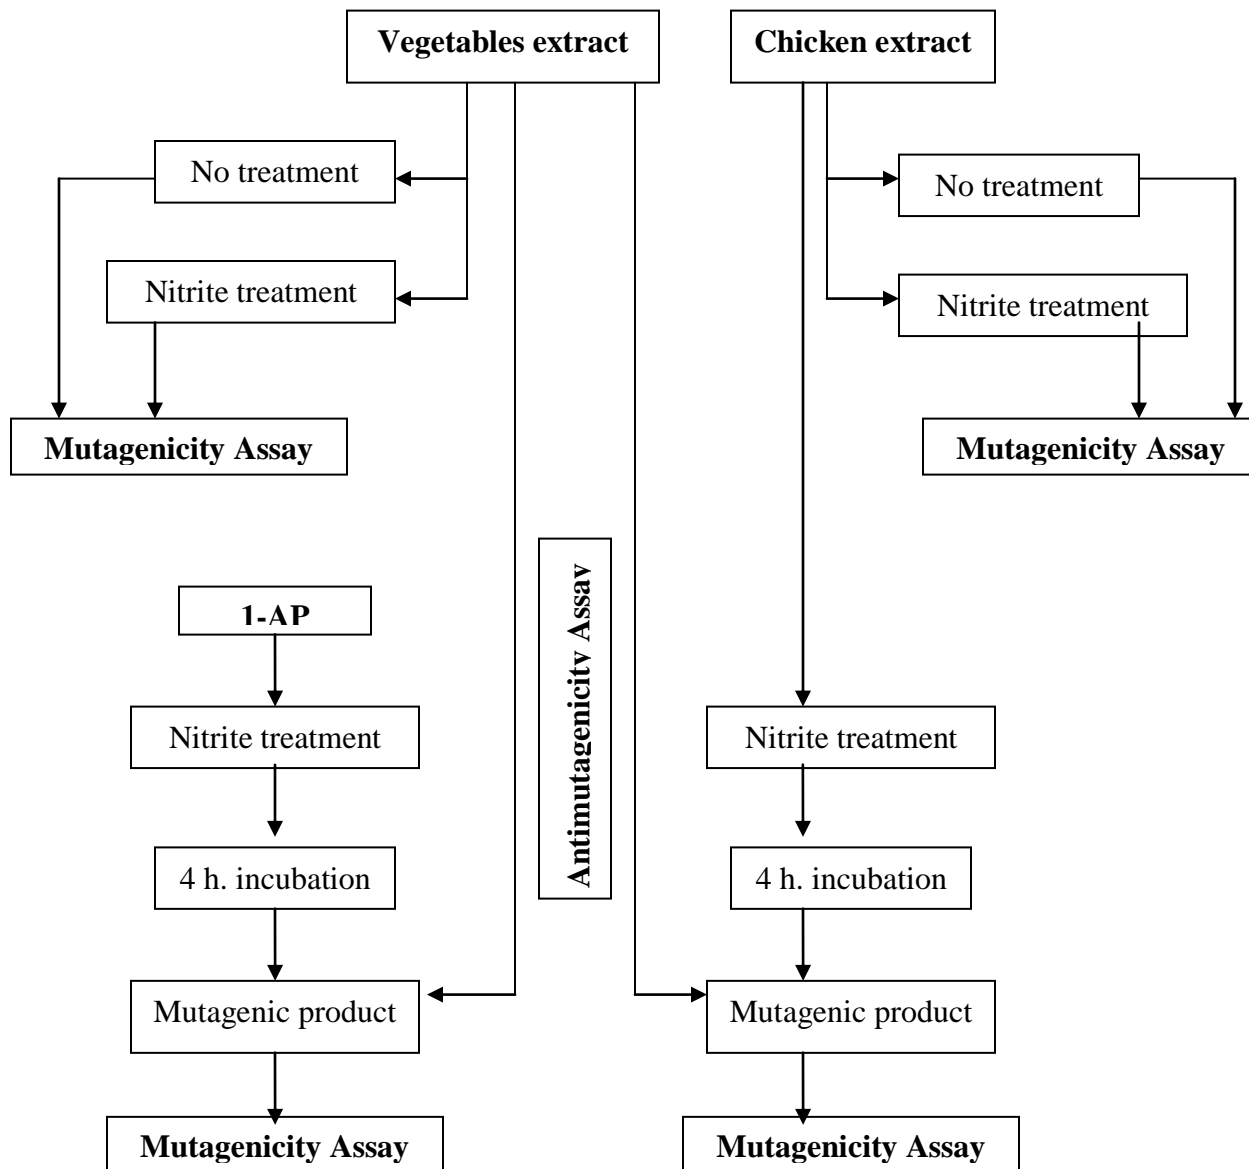 Vegetables extract
Chicken extract
No treatment
No treatment
Nitrite treatment
Nitrite treatment
Mutagenicity Assay
Mutagenicity Assay
Antimutagenicity Assay
1-AP
Nitrite treatment
Nitrite treatment
4 h. incubation
4 h. incubation
Mutagenic product
Mutagenic product
Mutagenicity Assay
Mutagenicity Assay